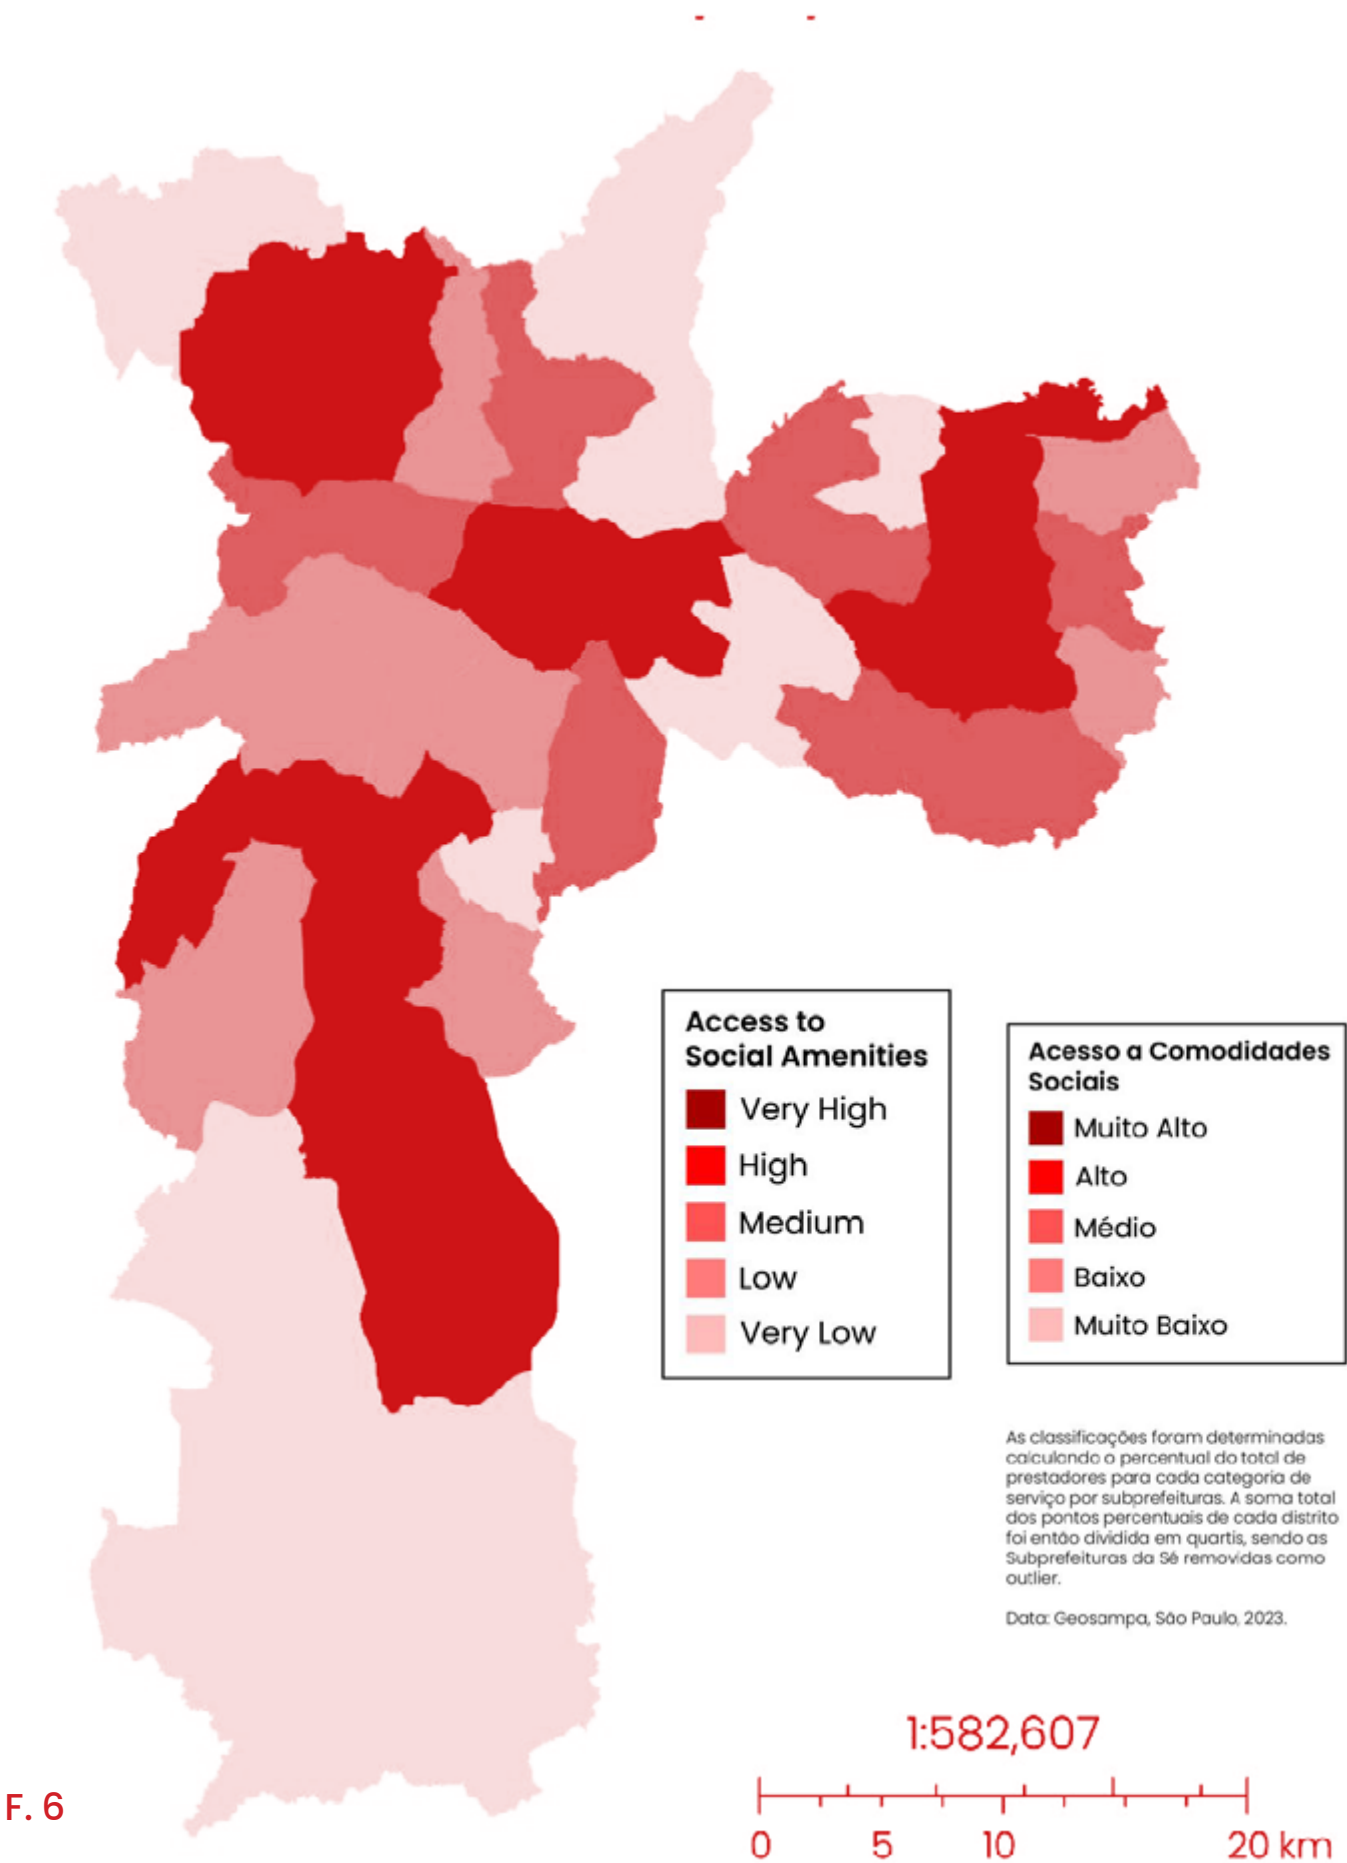 Access to
Social Amenities
Very High
High
Medium
Low
Very Low
Acesso a Comodidades
Sociais
Muito Alto
Alto
Médio
Baixo
Muito Baixo
As classificações foram determinadas
calculando o percentual do total de
prestadores para cada categoria de
serviço por subprefeituras. A soma total
dos pontos percentuais de cada distrito
foi então dividida em quartis, sendo as
Subprefeituras da Sé removidas como
outlier.
Data: Geosampa, São Paulo, 2023.
1:582,607
0 5 10 20 km
F. 6